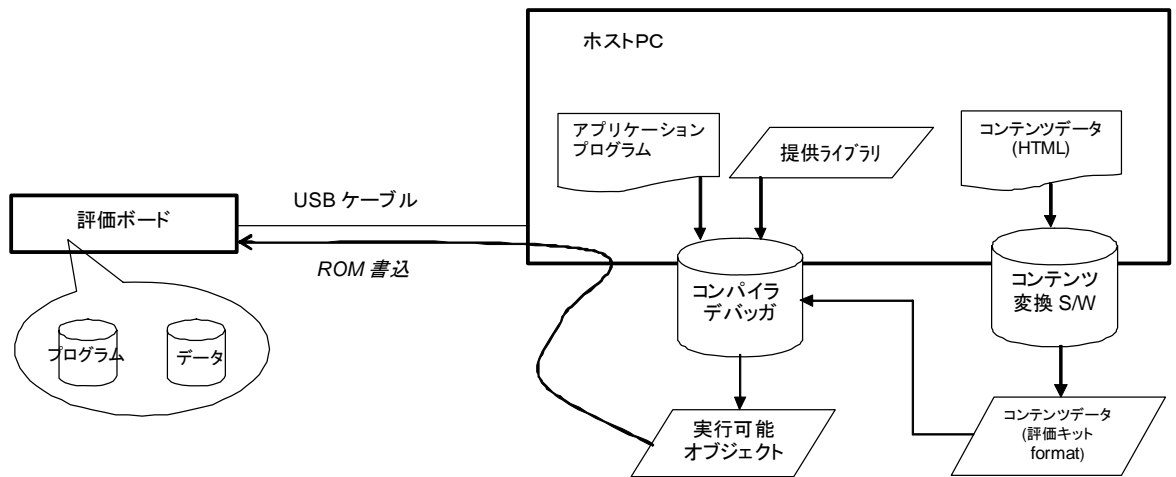 ホストPC
アプリケーション
プログラム
提供ライブラリ
コンテンツデータ
(HTML)
USB ケーブル
評価ボード
ROM 書込
コンパイラ
デバッガ
コンテンツ
変換 S/W
プログラム
データ
実行可能
オブジェクト
コンテンツデータ
(評価キット
format)